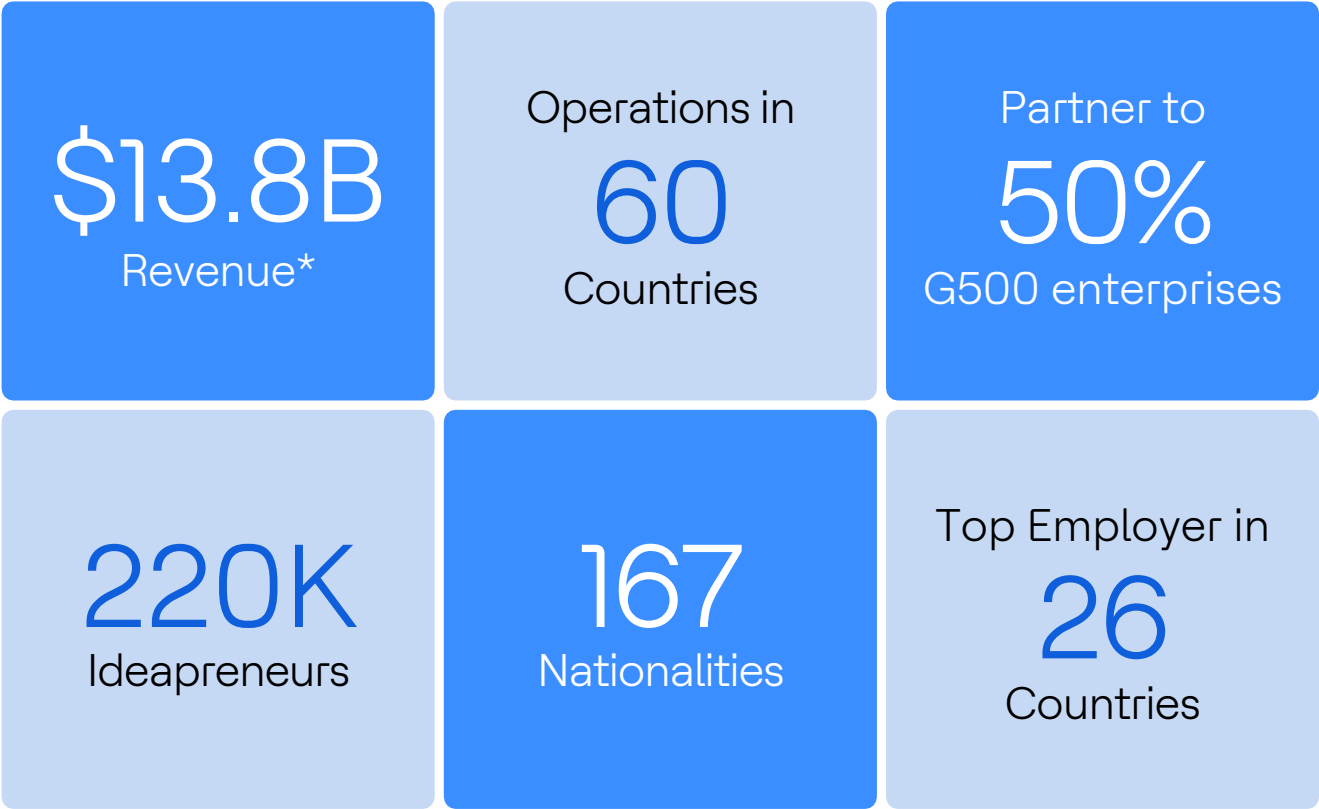 $13.8B
Revenue*
Operations in
60
Countries
Partner to
50%
G500 enterprises
220K
Ideapreneurs
167
Nationalities
Top Employer in
26
Countries